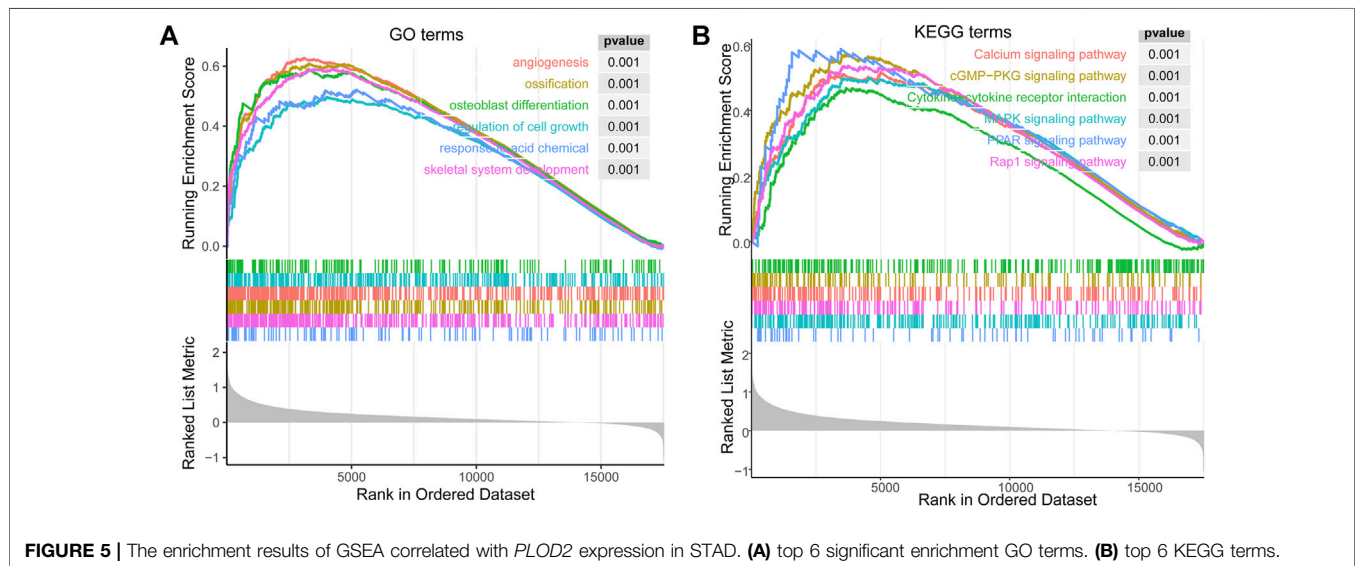 A
GO terms
pvalue
angiogenesis 0.001
ossification 0.001
osteoblast differentiation 0.001
regulation of cell growth 0.001
response to acid chemical 0.001
skeletal system development 0.001
Running Enrichment Score
0.6
0.4
0.2
0.0
Ranked List Metric
2
1
0
−1
5000 10000 15000
Rank in Ordered Dataset
B
KEGG terms
pvalue
Calcium signaling pathway 0.001
cGMP−PKG signaling pathway 0.001
Cytokine−cytokine receptor interaction 0.001
MAPK signaling pathway 0.001
PPAR signaling pathway 0.001
Rap1 signaling pathway 0.001
Running Enrichment Score
0.6
0.4
0.2
0.0
Ranked List Metric
2
1
0
−1
5000 10000 15000
Rank in Ordered Dataset
FIGURE 5 | The enrichment results of GSEA correlated with PLOD2 expression in STAD. (A) top 6 significant enrichment GO terms. (B) top 6 KEGG terms.